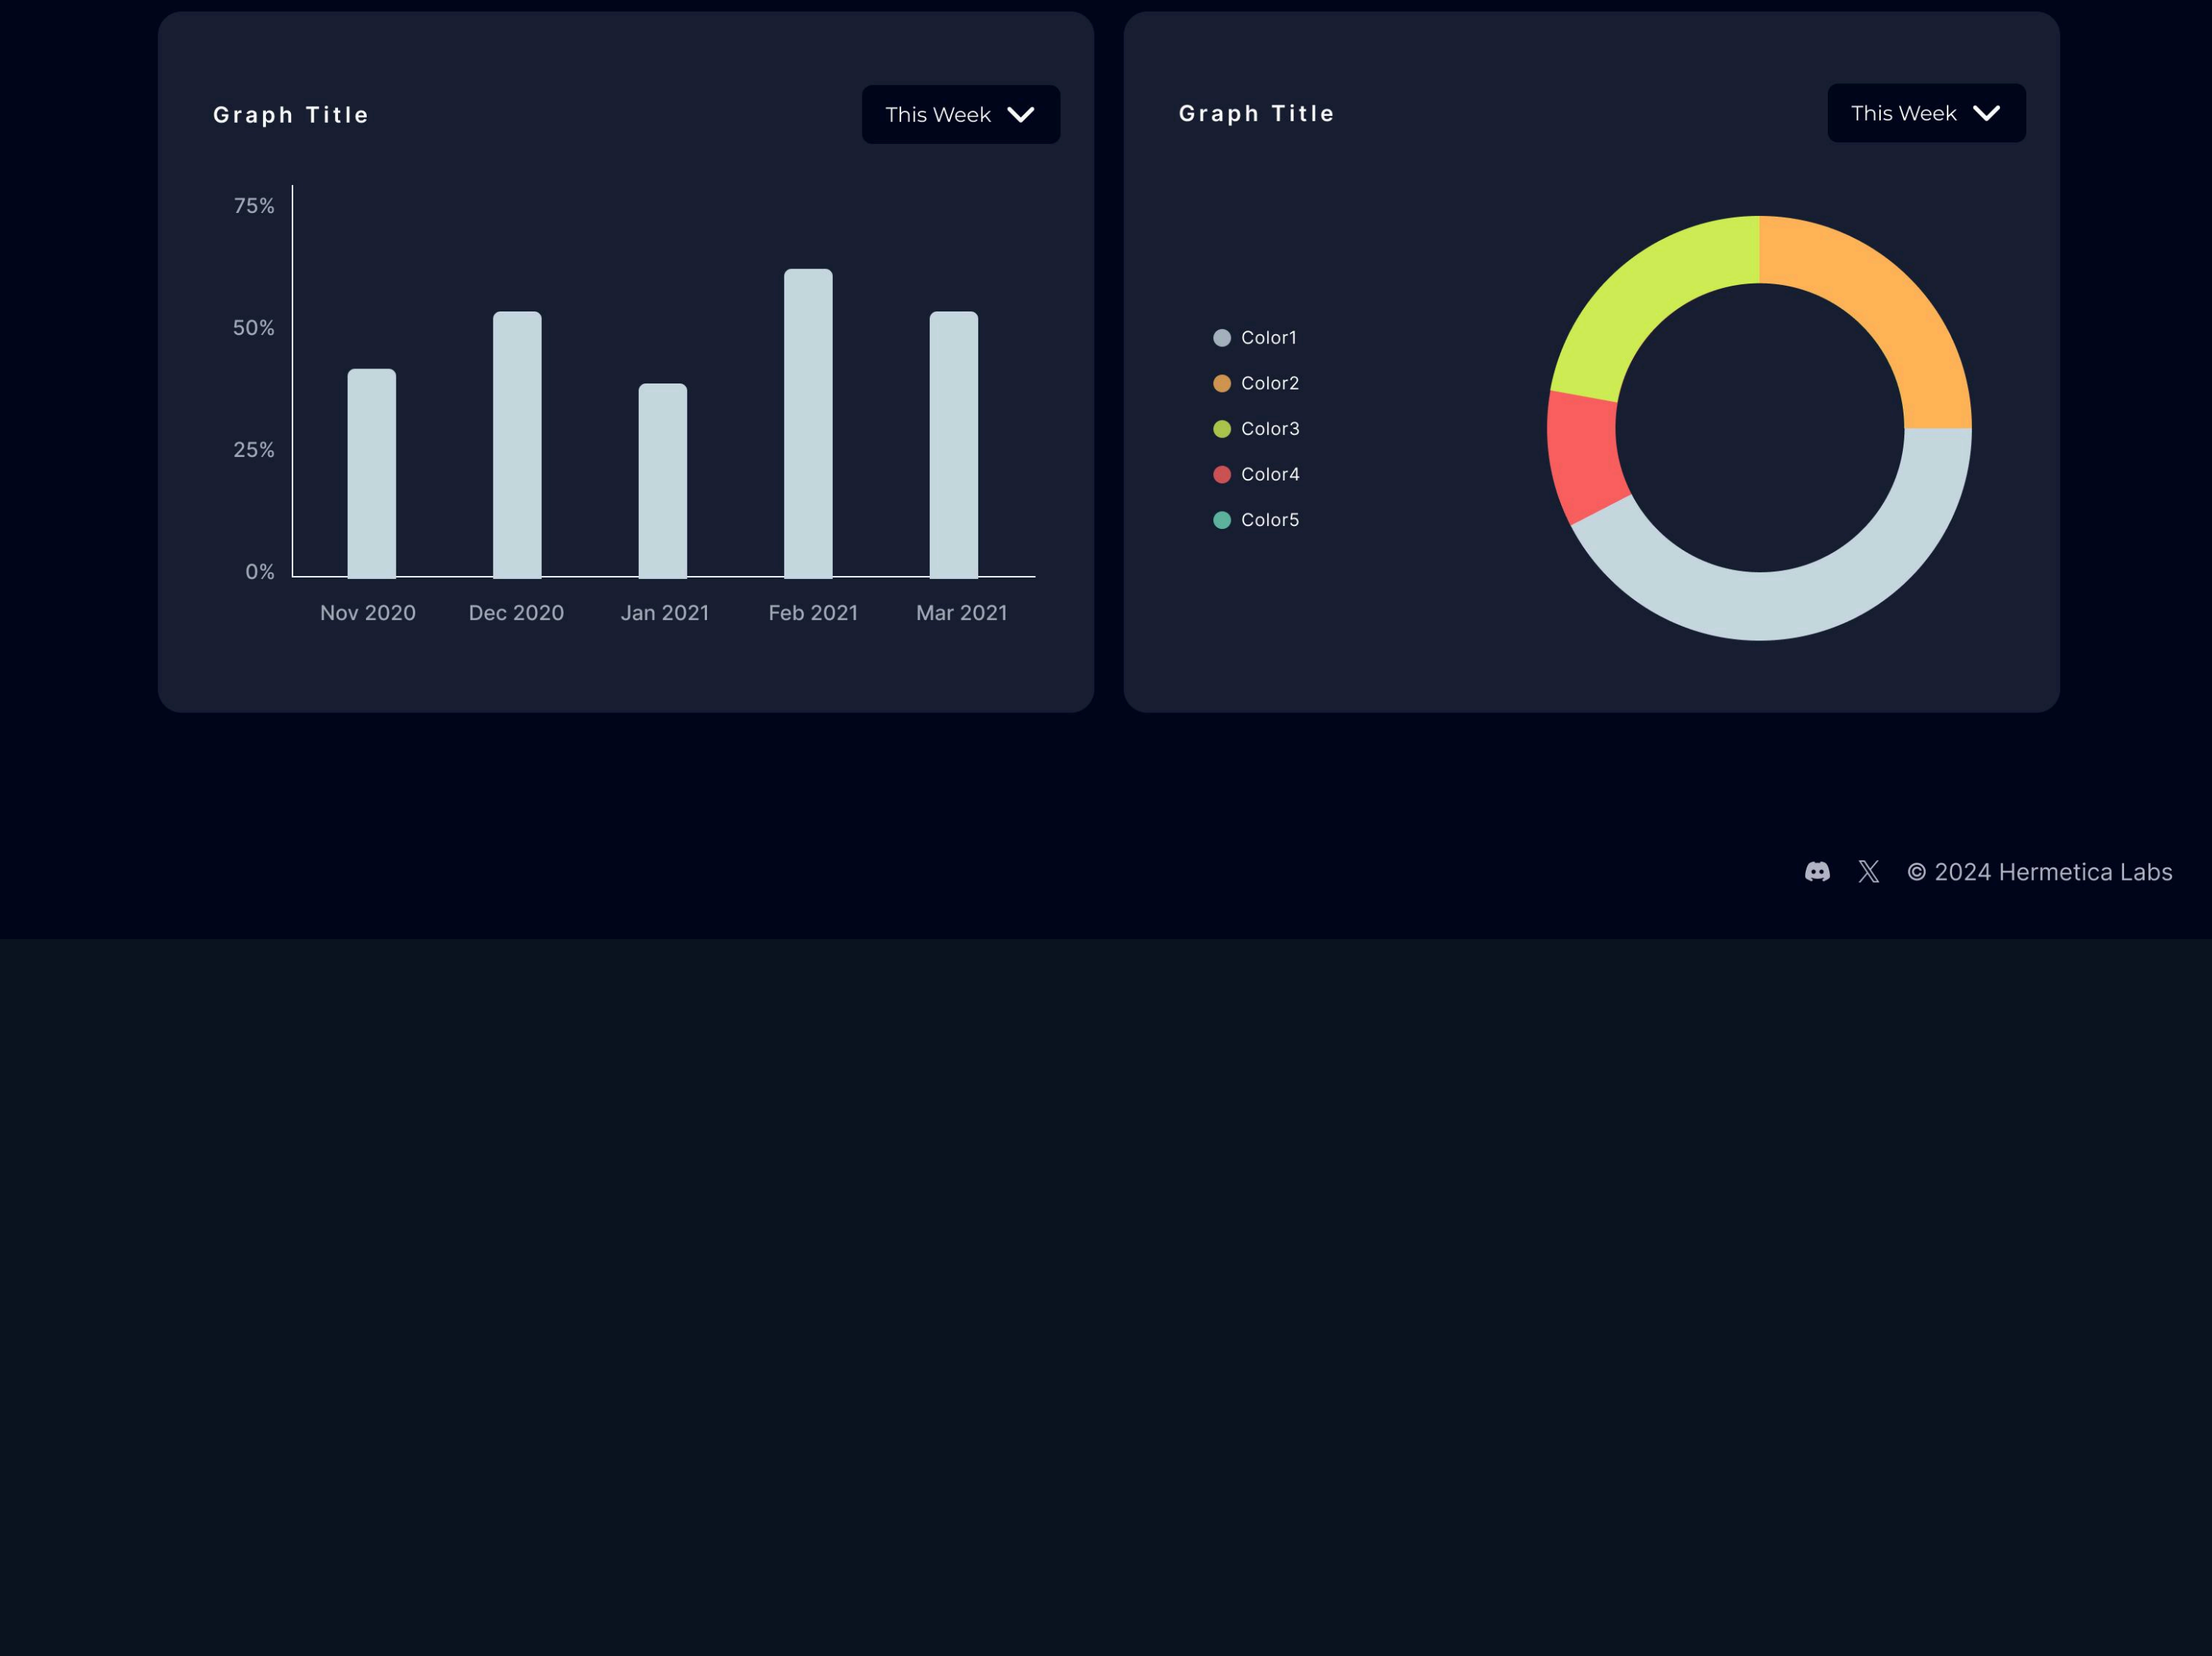 Graph Title
This Week
75%
50%
25%
0%
Nov 2020 Dec 2020 Jan 2021 Feb 2021 Mar 2021
Graph Title
This Week
Color1
Color2
Color3
Color4
Color5
© 2024 Hermetica Labs